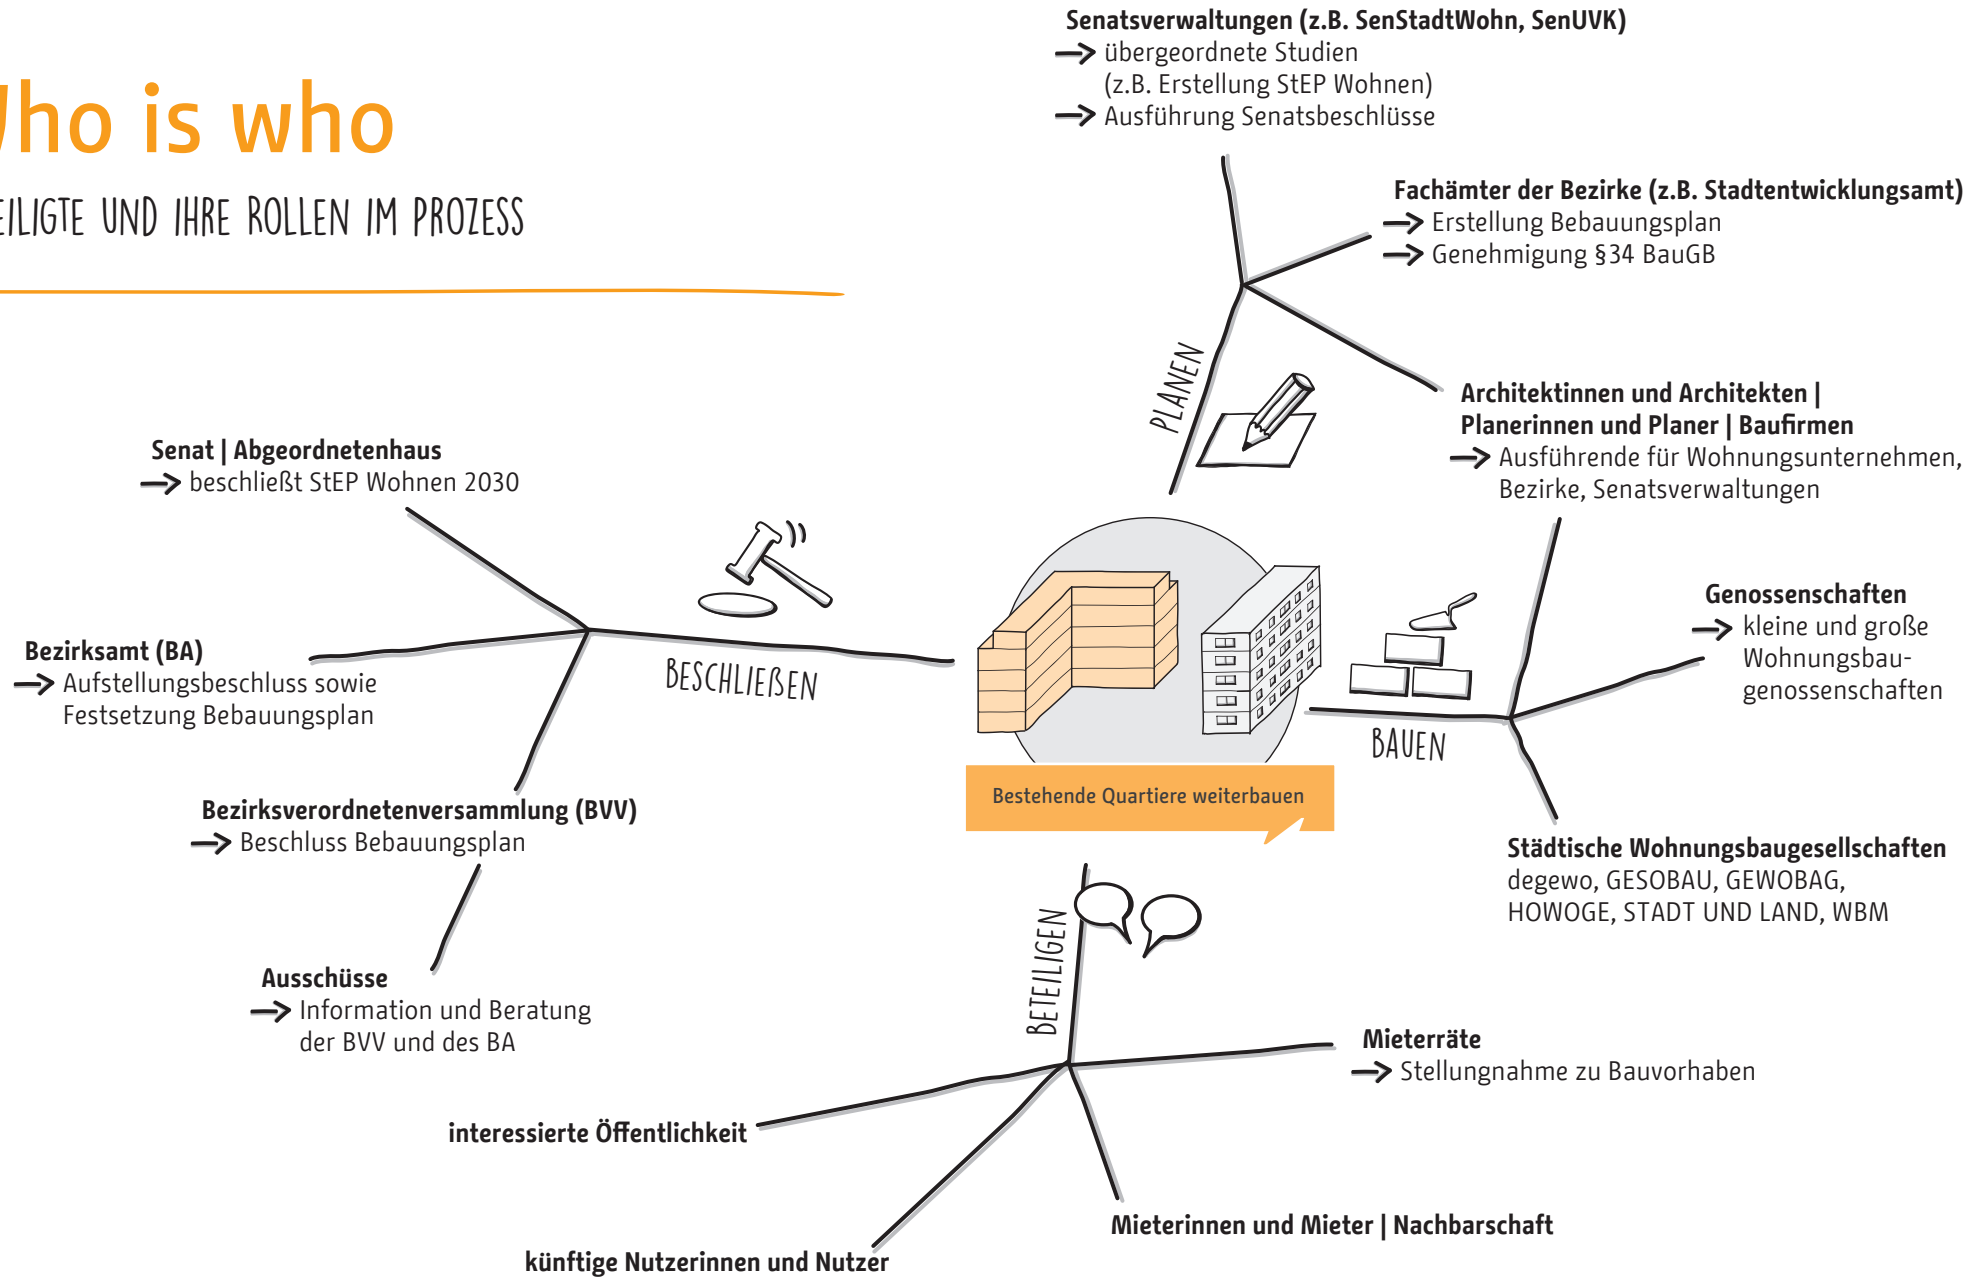 Who is who
EILIGTE UND IHRE ROLLEN IM PROZESS
Senatsverwaltungen (z.B. SenStadtWohn, SenUVK)
→ übergeordnete Studien
(z.B. Erstellung StEP Wohnen)
→ Ausführung Senatsbeschlüsse
Fachämter der Bezirke (z.B. Stadtentwicklungsamt)
→ Erstellung Bebauungsplan
→ Genehmigung §34 BauGB
PLANEN
Architektinnen und Architekten |
Planerinnen und Planer | Baufirmen
→ Ausführende für Wohnungsunternehmen,
Bezirke, Senatsverwaltungen
Senat | Abgeordnetenhaus
→ beschließt StEP Wohnen 2030
Bezirksamt (BA)
→ Aufstellungsbeschluss sowie
Festsetzung Bebauungsplan
BESCHLIEßEN
Bezirksverordnetenversammlung (BVV)
→ Beschluss Bebauungsplan
Ausschüsse
→ Information und Beratung
der BVV und des BA
Bestehende Quartiere weiterbauen
BAUEN
Genossenschaften
→ kleine und große
Wohnungsbau-
genossenschaften
Städtische Wohnungsbaugesellschaften
degewo, GESOBAU, GEWOBAG,
HOWOGE, STADT UND LAND, WBM
BETEILIGEN
Mieterräte
→ Stellungnahme zu Bauvorhaben
interessierte Öffentlichkeit
Mieterinnen und Mieter | Nachbarschaft
künftige Nutzerinnen und Nutzer